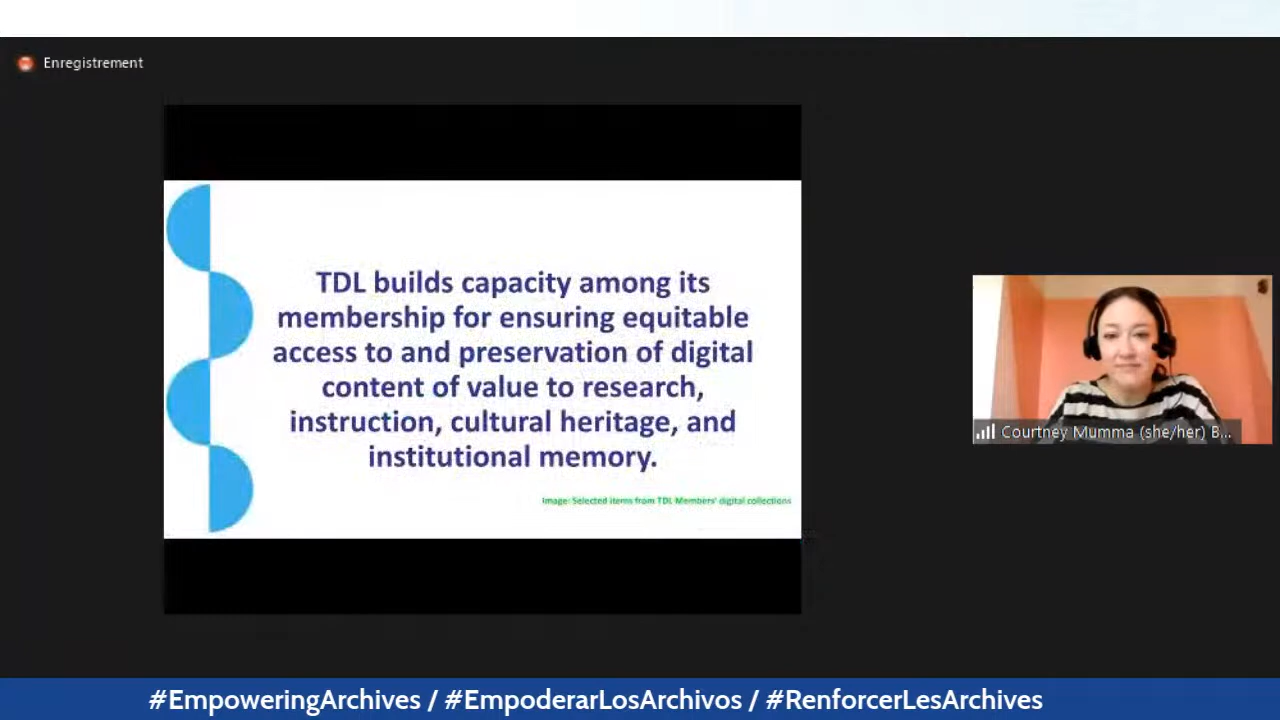 Enregistrement
TDL builds capacity among its
membership for ensuring equitable
access to and preservation of digital
content of value to research,
instruction, cultural heritage, and
institutional memory.
Image: Selected items from TDL Members' digital collections
Courtney Mumma (she/her) B...
#EmpoweringArchives / #EmpoderarLosArchivos / #RenforcerLesArchives